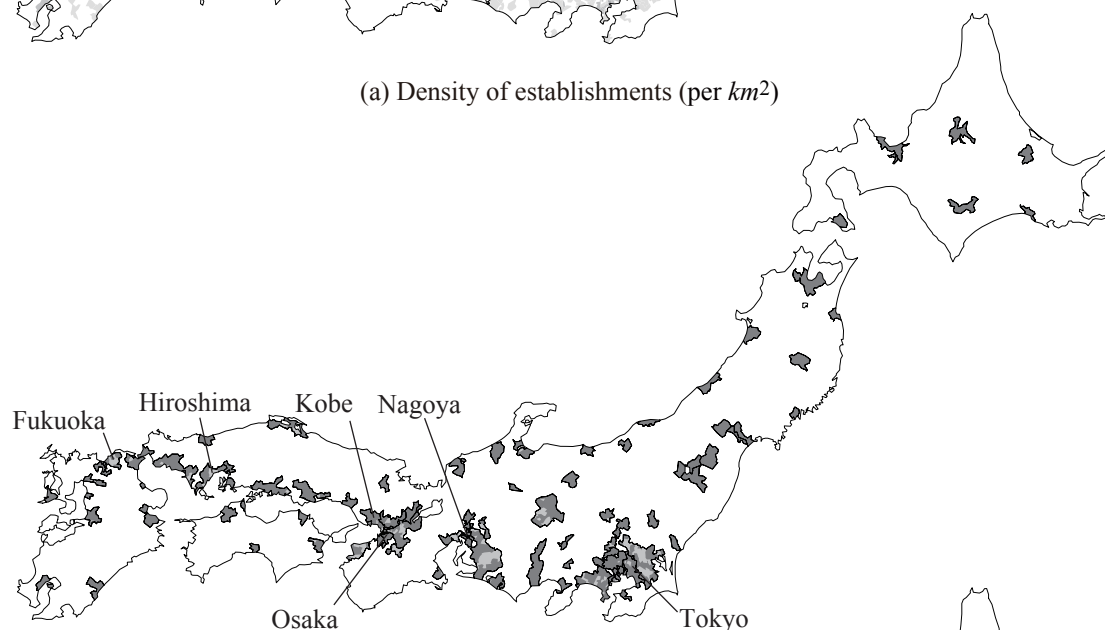 (a) Density of establishments (per km2)
Hiroshima
Kobe
Nagoya
Fukuoka
Osaka
Tokyo